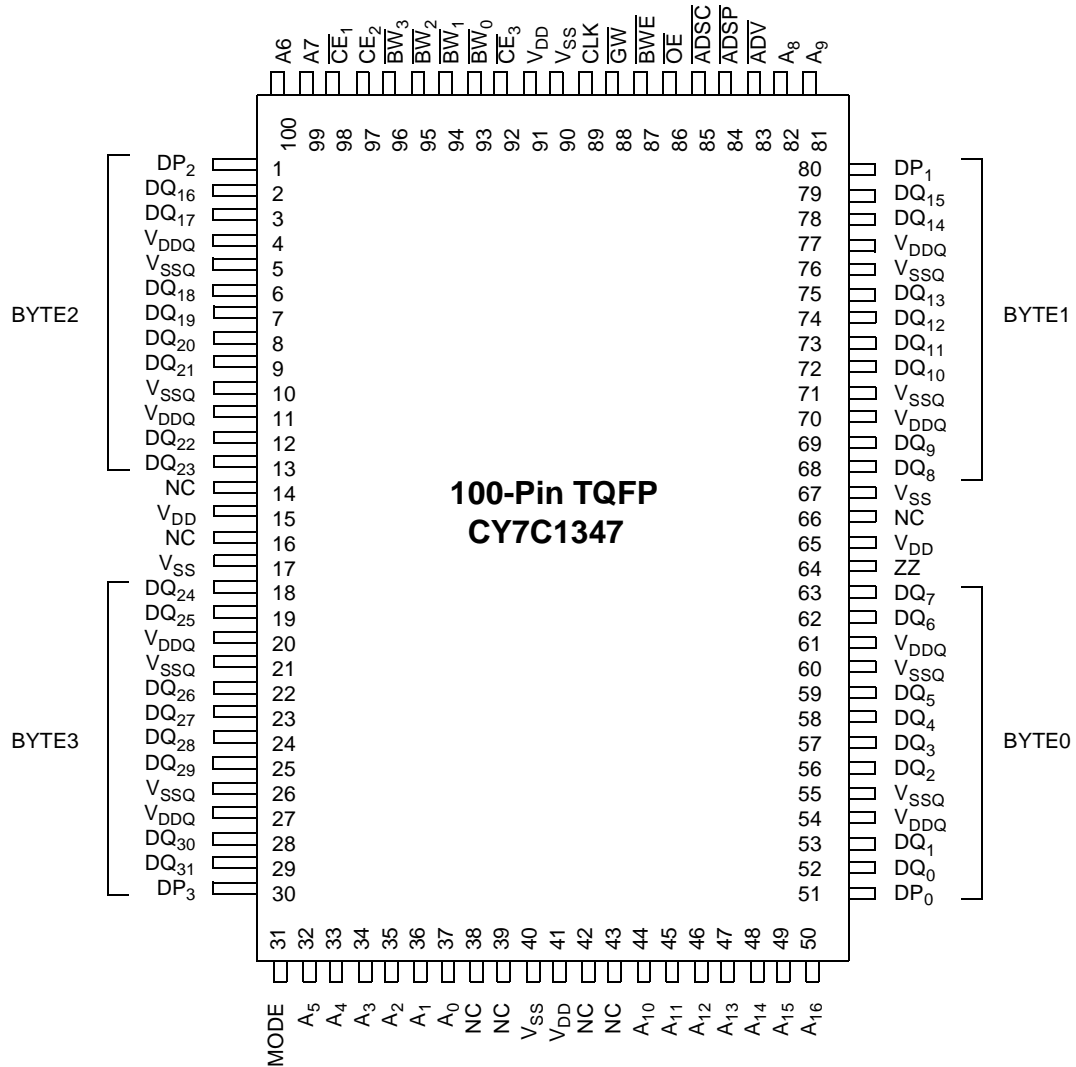 A6 A7 CE1 CE2 BW3 BW2 BW1 BW0 CE3 VDD VSS CLK GW BWE OE ADSC ADSP ADV A8 A9
100 99 98 97 96 95 94 93 92 91 90 89 88 87 86 85 84 83 82 81
DP2 1 80 DP1
DQ16 2 79 DQ15
DQ17 3 78 DQ14
VDDQ 4 77 VDDQ
VSSQ 5 76 VSSQ
DQ18 6 75 DQ13
BYTE2 DQ19 7 74 DQ12 BYTE1
DQ20 8 73 DQ11
DQ21 9 72 DQ10
VSSQ 10 71 VSSQ
VDDQ 11 70 VDDQ
DQ22 12 69 DQ9
DQ23 13 68 DQ8
NC 14 67 VSS
100-Pin TQFP
VDD 15 66 NC
CY7C1347
NC 16 65 VDD
VSS 17 64 ZZ
DQ24 18 63 DQ7
DQ25 19 62 DQ6
VDDQ 20 61 VDDQ
VSSQ 21 60 VSSQ
DQ26 22 59 DQ5
DQ27 23 58 DQ4
BYTE3 DQ28 24 57 DQ3 BYTE0
DQ29 25 56 DQ2
VSSQ 26 55 VSSQ
VDDQ 27 54 VDDQ
DQ30 28 53 DQ1
DQ31 29 52 DQ0
DP3 30 51 DP0
31 32 33 34 35 36 37 38 39 40 41 42 43 44 45 46 47 48 49 50
MODE A5 A4 A3 A2 A1 A0 NC NC VSS VDD NC NC A10 A11 A12 A13 A14 A15 A16